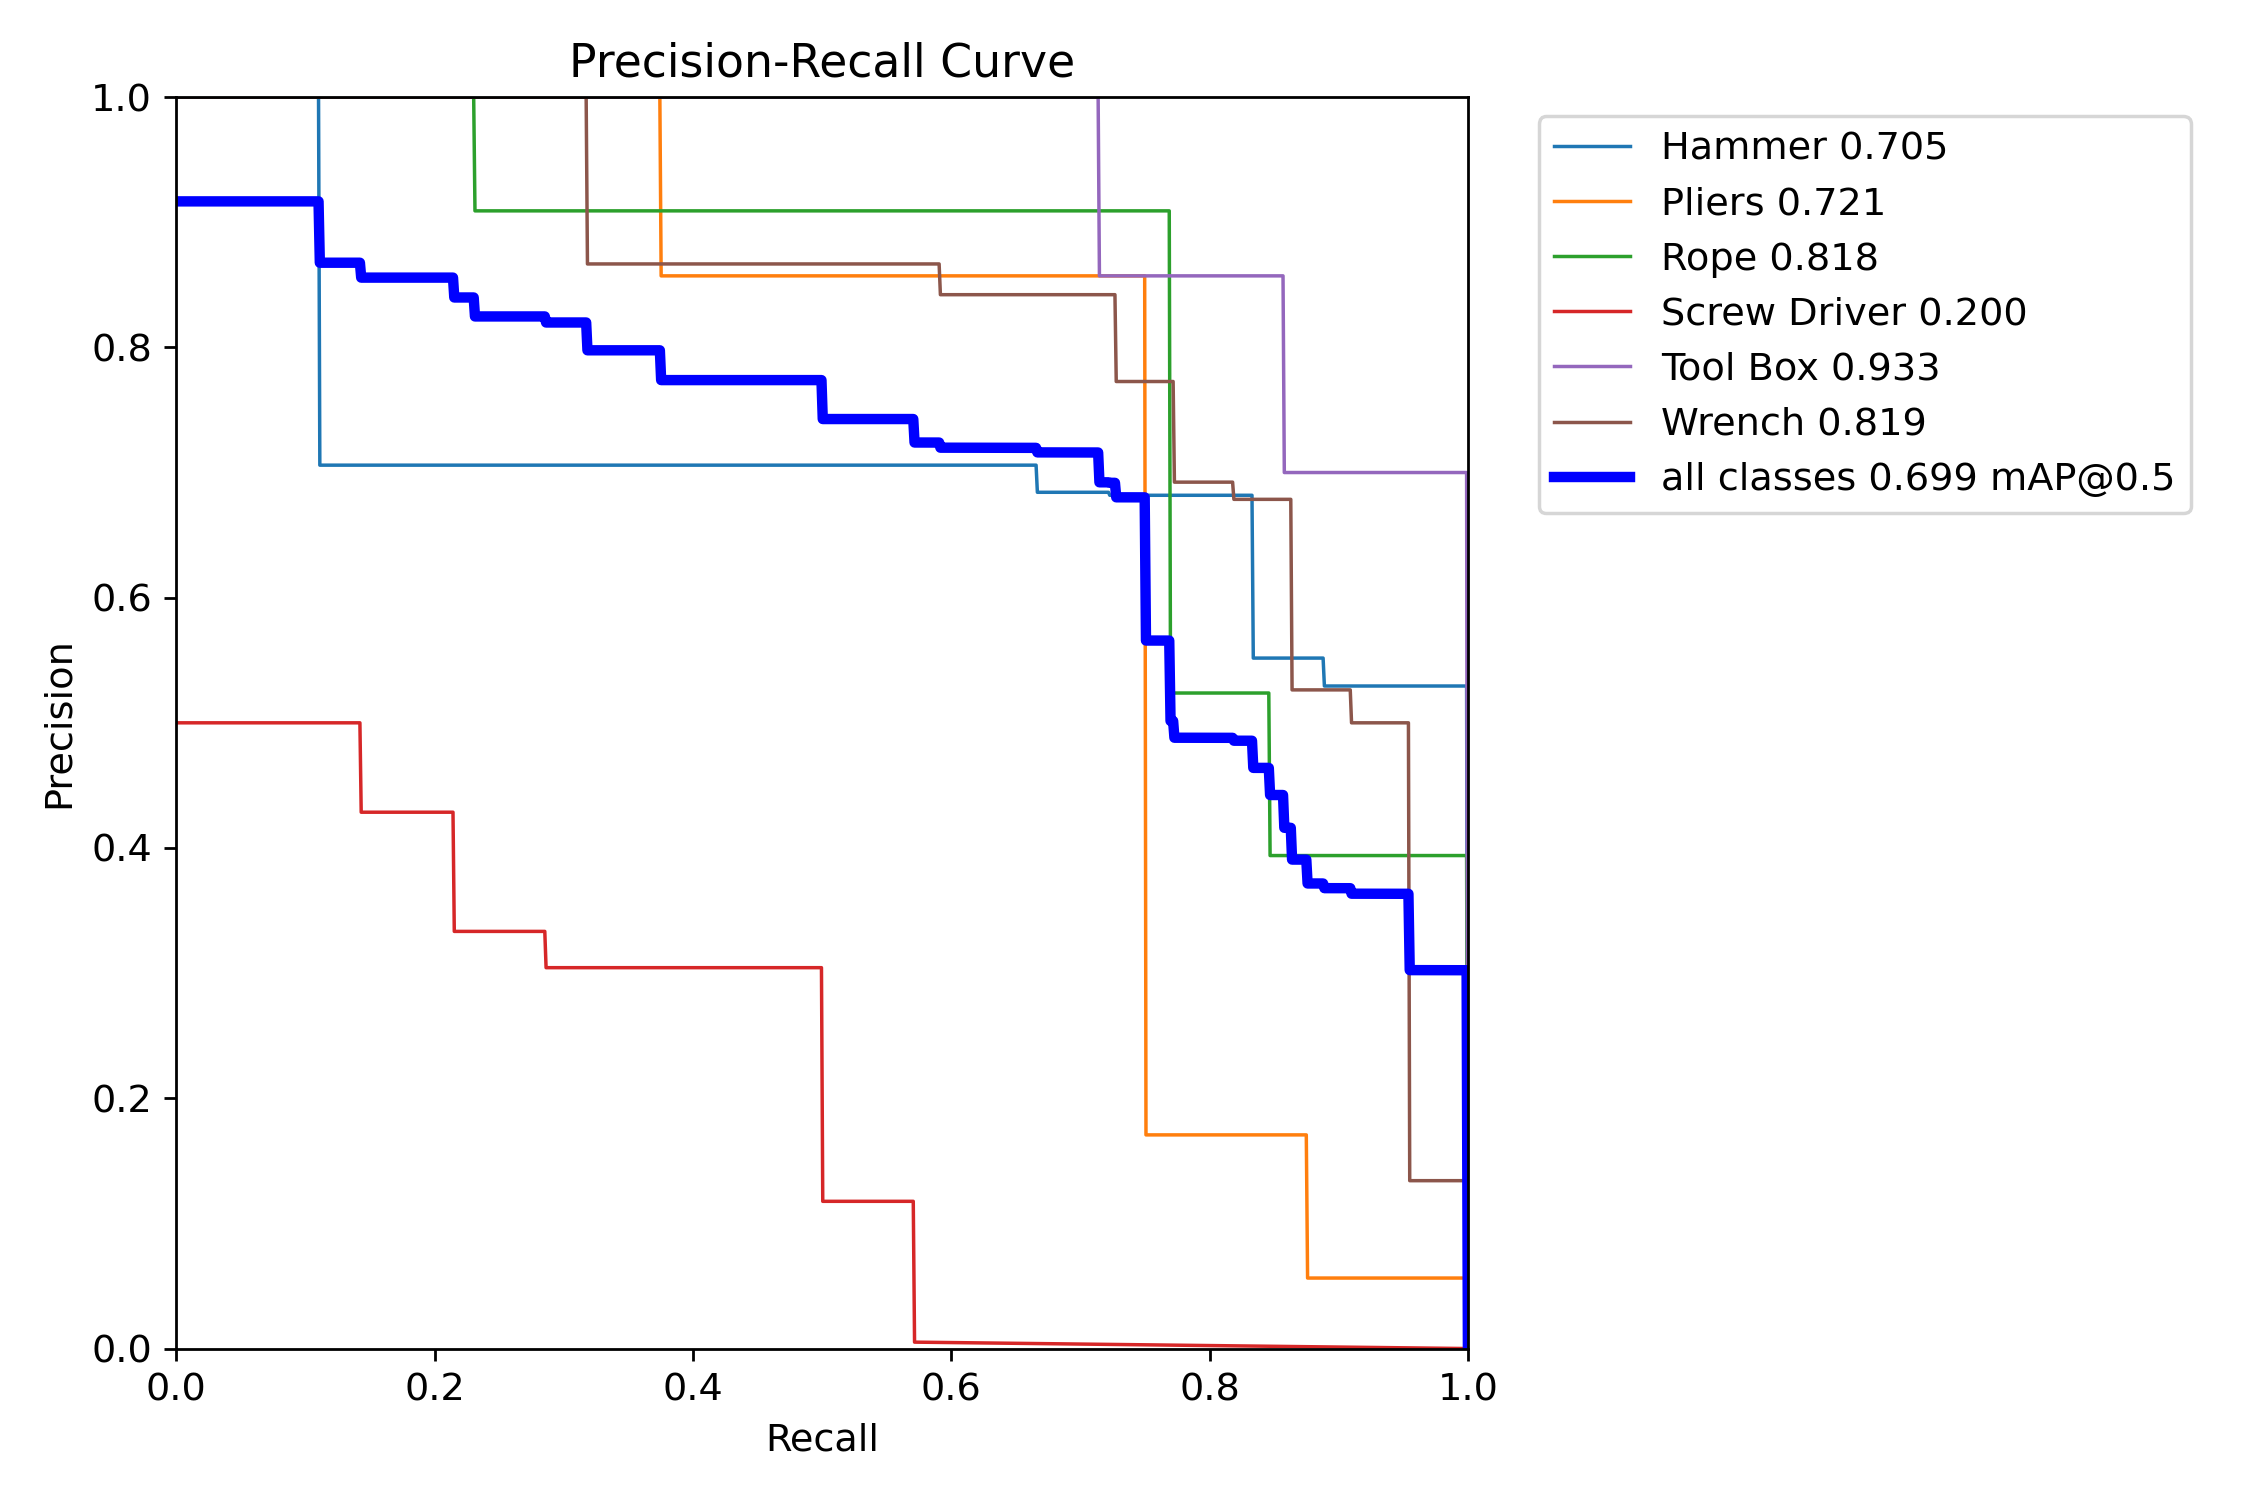 Precision-Recall Curve
1.0
0.8
0.6
0.4
0.2
0.0
Precision
0.0 0.2 0.4 0.6 0.8 1.0
Recall
Hammer 0.705
Pliers 0.721
Rope 0.818
Screw Driver 0.200
Tool Box 0.933
Wrench 0.819
all classes 0.699 mAP@0.5